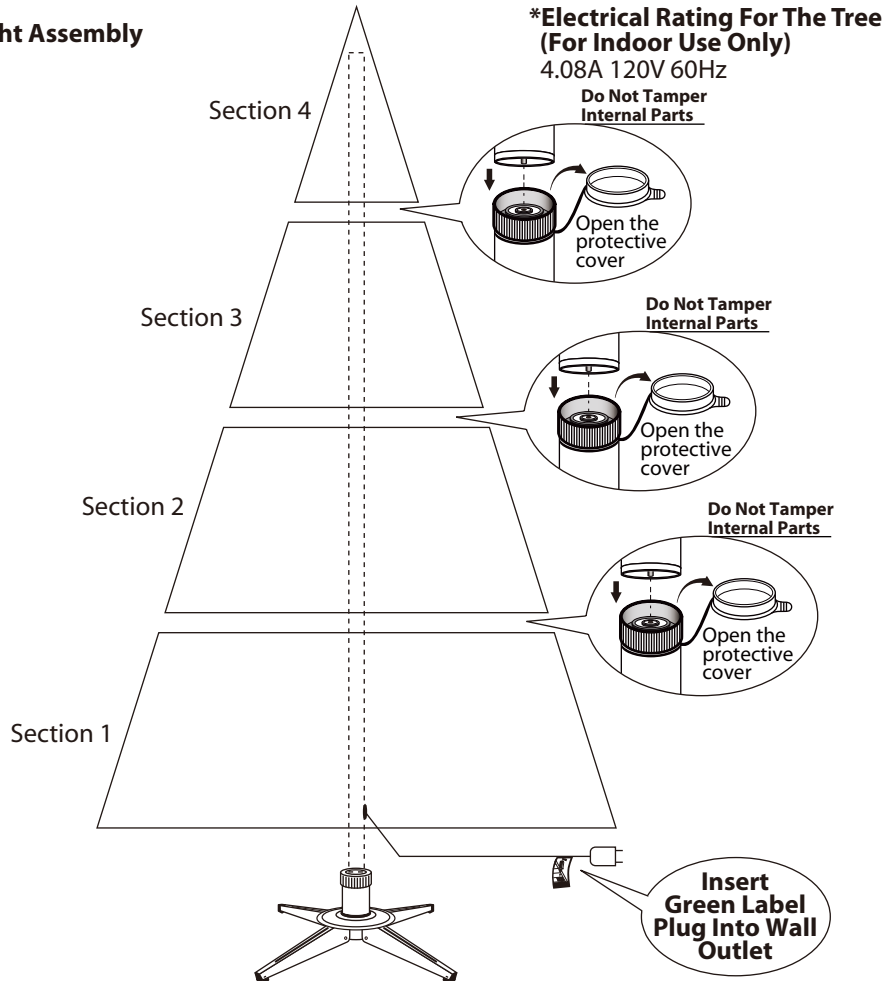 ht Assembly
*Electrical Rating For The Tree
(For Indoor Use Only)
4.08A 120V 60Hz
Do Not Tamper
Internal Parts
Section 4
Open the
protective
cover
Do Not Tamper
Internal Parts
Section 3
Open the
protective
cover
Do Not Tamper
Internal Parts
Section 2
Open the
protective
cover
Section 1
Insert
Green Label
Plug Into Wall
Outlet